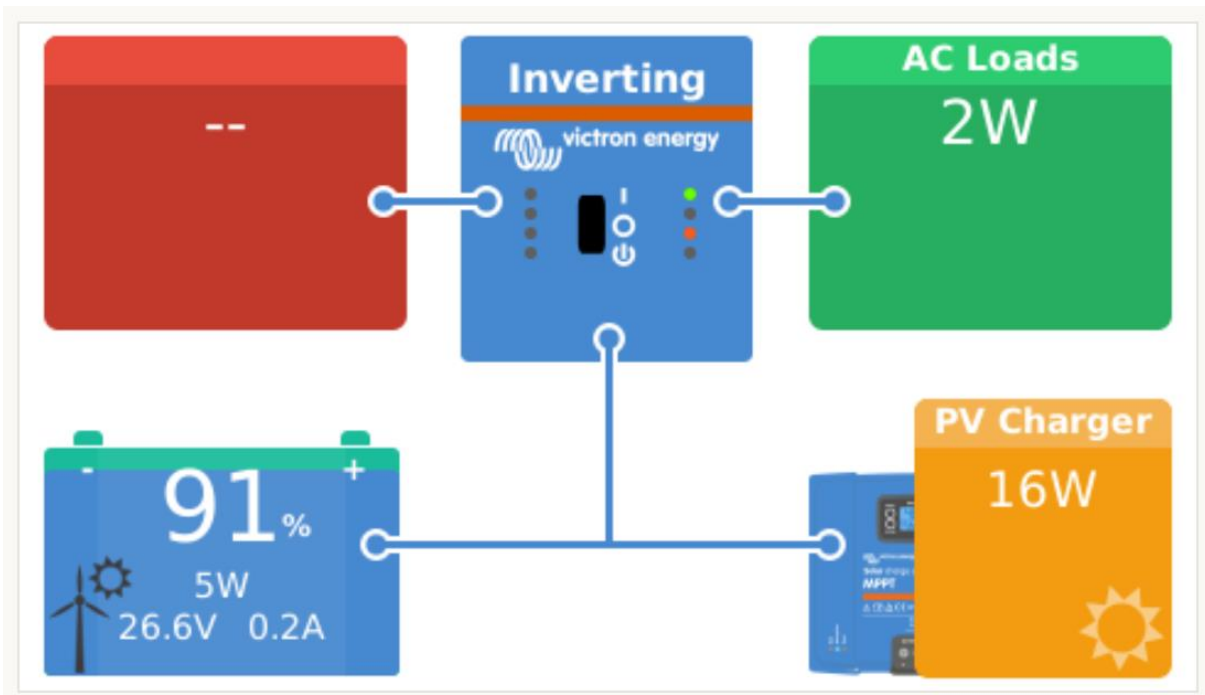 Inverting
victron energy
--
AC Loads
2W
PV Charger
16W
- +
91%
5W
26.6V 0.2A
MPPT